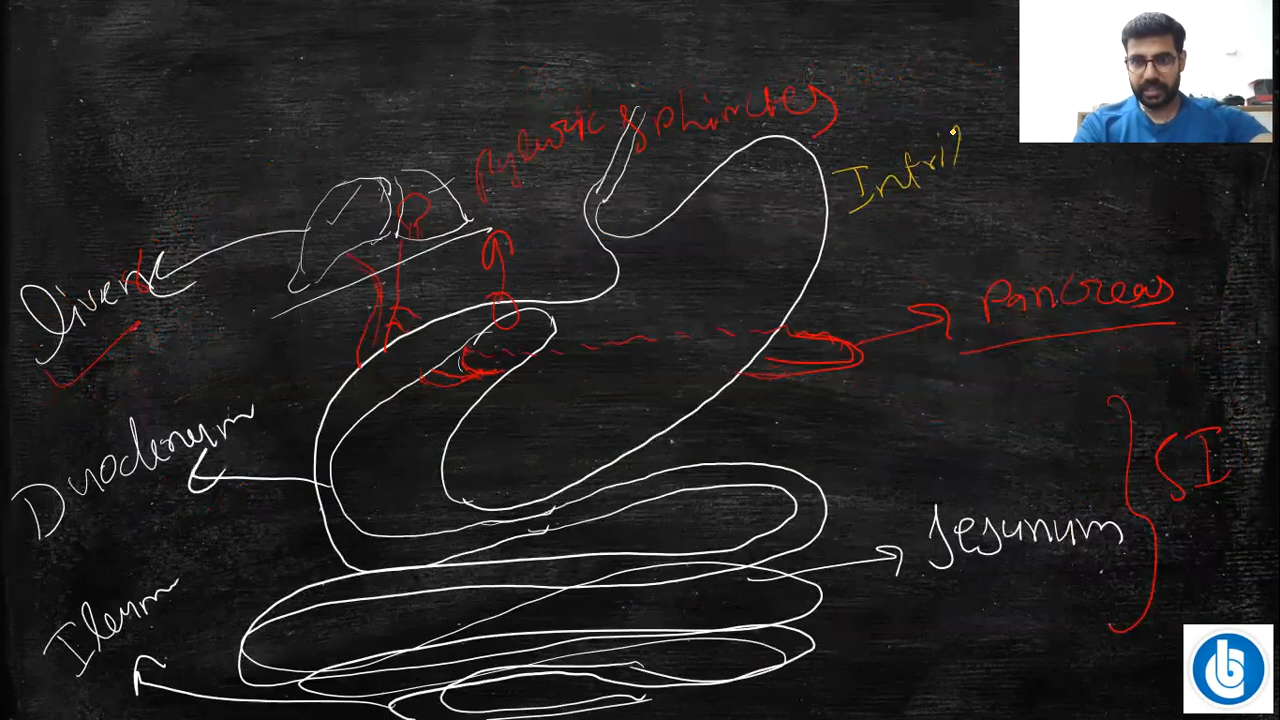 Pyloric sphincter
Intri
Liver
Pancreas
Duodenum
SI
Jejunum
Ileum